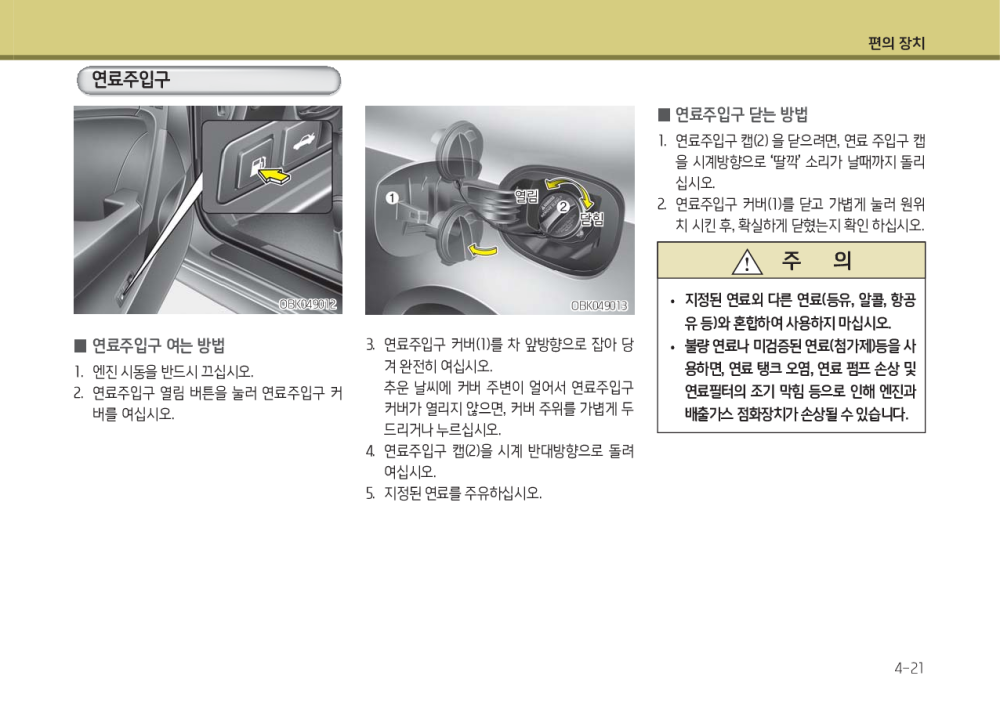 편의 장치
연료주입구
OBK049012
■ 연료주입구 여는 방법
1. 엔진 시동을 반드시 끄십시오.
2. 연료주입구 열림 버튼을 눌러 연료주입구 커
버를 여십시오.
1
열림
2
닫힘
OBK049013
3. 연료주입구 커버(1)를 차 앞방향으로 잡아 당
겨 완전히 여십시오.
추운 날씨에 커버 주변이 얼어서 연료주입구
커버가 열리지 않으면, 커버 주위를 가볍게 두
드리거나 누르십시오.
4. 연료주입구 캡(2)을 시계 반대방향으로 돌려
여십시오.
5. 지정된 연료를 주유하십시오.
■ 연료주입구 닫는 방법
1. 연료주입구 캡(2) 을 닫으려면, 연료 주입구 캡
을 시계방향으로 ‘딸깍’ 소리가 날때까지 돌리
십시오.
2. 연료주입구 커버(1)를 닫고 가볍게 눌러 원위
치 시킨 후, 확실하게 닫혔는지 확인 하십시오.
주 의
• 지정된 연료외 다른 연료(등유, 알콜, 항공
유 등)와 혼합하여 사용하지 마십시오.
• 불량 연료나 미검증된 연료(첨가제)등을 사
용하면, 연료 탱크 오염, 연료 펌프 손상 및
연료필터의 조기 막힘 등으로 인해 엔진과
배출가스 점화장치가 손상될 수 있습니다.
4-21